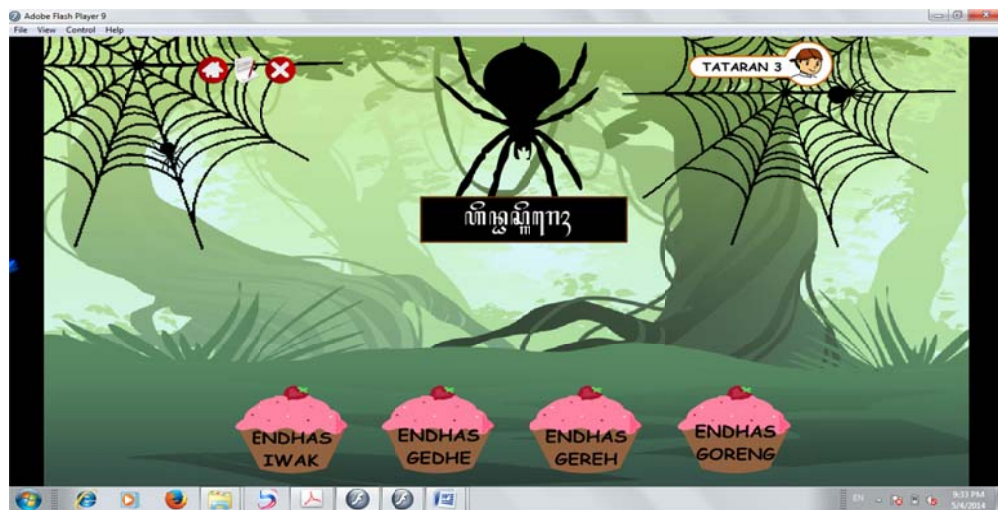 Adobe Flash Player 9
File View Control Help
TATARAN 3
ꦲꦼꦤ꧀ꦝꦱ꧀ꦒꦼꦫꦺꦃ
ENDHAS
IWAK
ENDHAS
GEDHE
ENDHAS
GEREH
ENDHAS
GORENG
EN
9:33 PM
5/4/2014